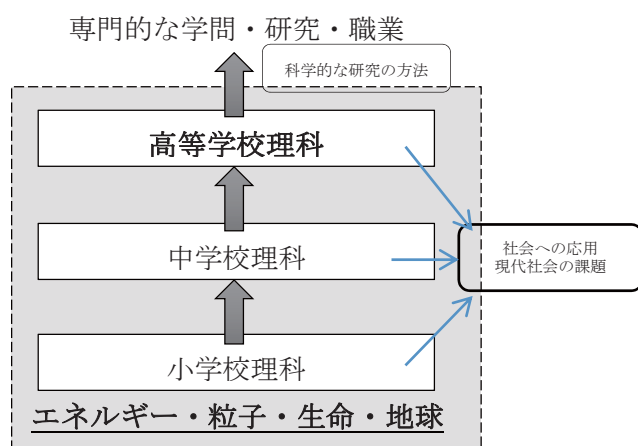 専門的な学問・研究・職業
科学的な研究の方法
高等学校理科
中学校理科
社会への応用
現代社会の課題
小学校理科
エネルギー・粒子・生命・地球